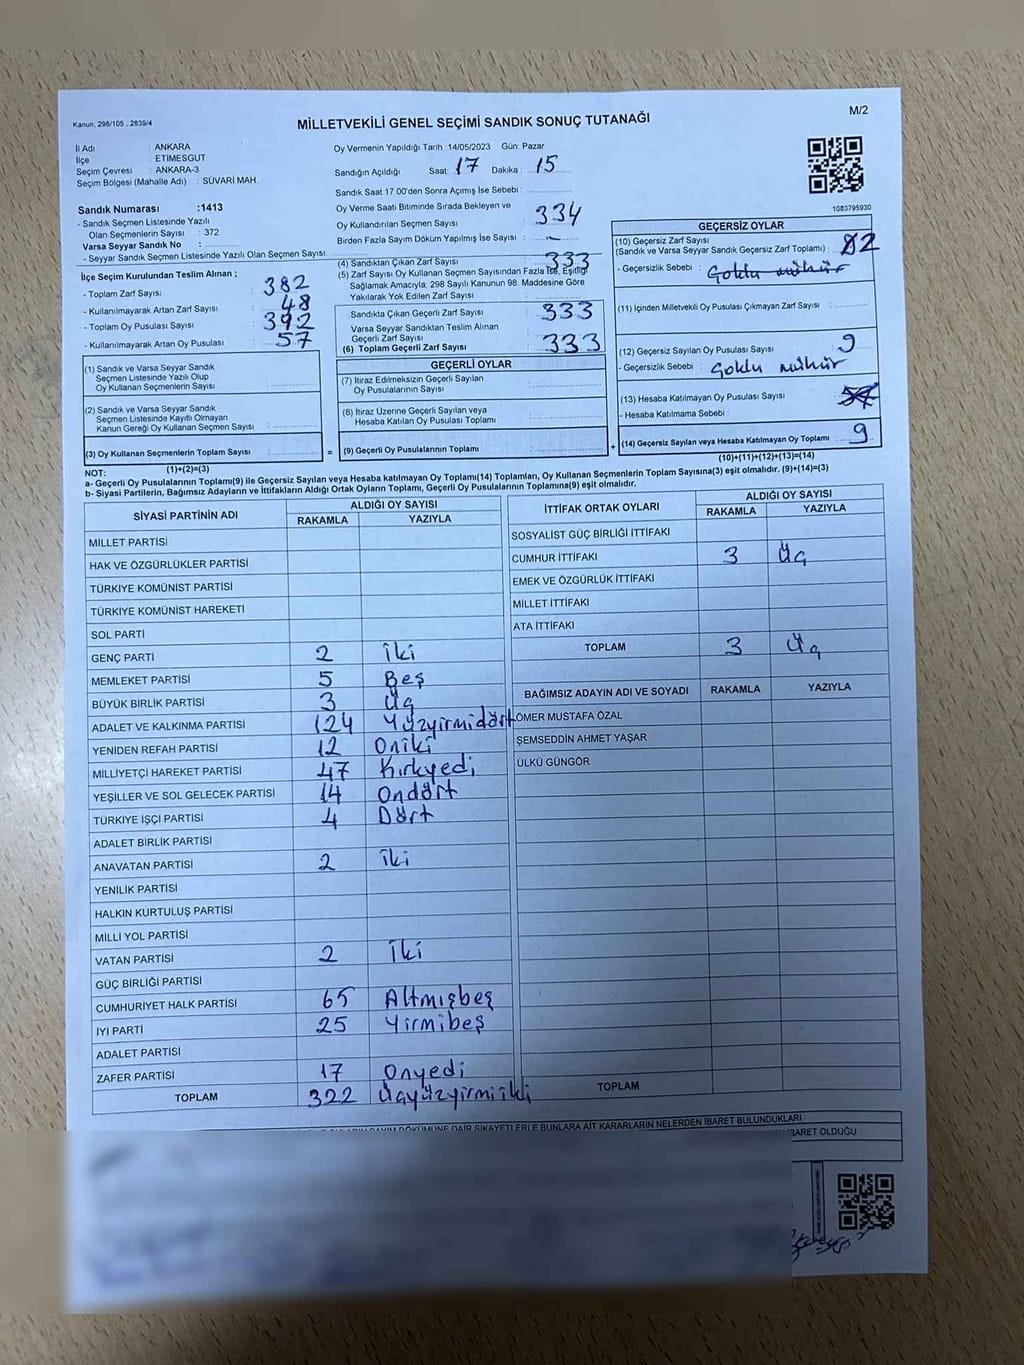 Kanun, 298/105 , 2839/4
MİLLETVEKİLİ GENEL SEÇİMİ SANDIK SONUÇ TUTANAĞI
M/2
İl Adı : ANKARA
İlçe : ETİMESGUT
Seçim Çevresi : ANKARA-3
Seçim Bölgesi (Mahalle Adı) : SÜVARİ MAH.
Sandık Numarası :1413
- Sandık Seçmen Listesinde Yazılı
Olan Seçmenlerin Sayısı : 372
Varsa Seyyar Sandık No :
- Seyyar Sandık Seçmen Listesinde Yazılı Olan Seçmen Sayısı
Oy Vermenin Yapıldığı Tarih :14/05/2023 Gün: Pazar
Sandığın Açıldığı Saat: 17 Dakika: 15
Sandık Saat 17:00'den Sonra Açımış İse Sebebi :
Oy Verme Saati Bitiminde Sırada Bekleyen ve
Oy Kullandırılan Seçmen Sayısı : 334
Birden Fazla Sayım Döküm Yapılmış İse Sayısı : -
1083795930
İlçe Seçim Kurulundan Teslim Alınan ;
- Toplam Zarf Sayısı : 382
- Kullanılmayarak Artan Zarf Sayısı : 48
- Toplam Oy Pusulası Sayısı : 392
- Kullanılmayarak Artan Oy Pusulası : 57
(4) Sandıktan Çıkan Zarf Sayısı : 333
(5) Zarf Sayısı Oy Kullanan Seçmen Sayısından Fazla İse, Eşitliği
Sağlamak Amacıyla, 298 Sayılı Kanunun 98. Maddesine Göre
Yakılarak Yok Edilen Zarf Sayısı :
Sandıkta Çıkan Geçerli Zarf Sayısı : 333
Varsa Seyyar Sandıktan Teslim Alınan
Geçerli Zarf Sayısı :
(6) Toplam Geçerli Zarf Sayısı : 333
GEÇERSİZ OYLAR
(10) Geçersiz Zarf Sayısı
(Sandık ve Varsa Seyyar Sandık Geçersiz Zarf Toplamı) : 2
- Geçersizlik Sebebi : Çoklu mühür
(11) İçinden Milletvekili Oy Pusulası Çıkmayan Zarf Sayısı :
(12) Geçersiz Sayılan Oy Pusulası Sayısı : 9
- Geçersizlik Sebebi : Çoklu mühür
(13) Hesaba Katılmayan Oy Pusulası Sayısı :
- Hesaba Katılmama Sebebi :
(14) Geçersiz Sayılan veya Hesaba Katılmayan Oy Toplamı : 9
(10)+(11)+(12)+(13)=(14)
(1) Sandık ve Varsa Seyyar Sandık
Seçmen Listesinde Yazılı Olup
Oy Kullanan Seçmenlerin Sayısı :
(2) Sandık ve Varsa Seyyar Sandık
Seçmen Listesinde Kayıtlı Olmayan
Kanun Gereği Oy Kullanan Seçmen Sayısı :
(3) Oy Kullanan Seçmenlerin Toplam Sayısı :
(1)+(2)=(3)
GEÇERLİ OYLAR
(7) İtiraz Edilmeksizin Geçerli Sayılan
Oy Pusulalarının Sayısı :
(8) İtiraz Üzerine Geçerli Sayılan veya
Hesaba Katılan Oy Pusulası Toplamı :
= (9) Geçerli Oy Pusulalarının Toplamı : +
NOT:
a- Geçerli Oy Pusulalarının Toplamı(9) ile Geçersiz Sayılan veya Hesaba katılmayan Oy Toplamı(14) Toplamları, Oy Kullanan Seçmenlerin Toplam Sayısına(3) eşit olmalıdır. (9)+(14)=(3)
b- Siyasi Partilerin, Bağımsız Adayların ve İttifakların Aldığı Ortak Oyların Toplamı, Geçerli Oy Pusulalarının Toplamına(9) eşit olmalıdır.
SİYASİ PARTİNİN ADI
ALDIĞI OY SAYISI
RAKAMLA YAZIYLA
MİLLET PARTİSİ
HAK VE ÖZGÜRLÜKLER PARTİSİ
TÜRKİYE KOMÜNİST PARTİSİ
TÜRKİYE KOMÜNİST HAREKETİ
SOL PARTİ
GENÇ PARTİ 2 İki
MEMLEKET PARTİSİ 5 Beş
BÜYÜK BİRLİK PARTİSİ 3 Üç
ADALET VE KALKINMA PARTİSİ 124 Yüzyirmidört
YENİDEN REFAH PARTİSİ 12 Oniki
MİLLİYETÇİ HAREKET PARTİSİ 47 Kırkyedi
YEŞİLLER VE SOL GELECEK PARTİSİ 14 Ondört
TÜRKİYE İŞÇİ PARTİSİ 4 Dört
ADALET BİRLİK PARTİSİ
ANAVATAN PARTİSİ 2 İki
YENİLİK PARTİSİ
HALKIN KURTULUŞ PARTİSİ
MİLLİ YOL PARTİSİ
VATAN PARTİSİ 2 İki
GÜÇ BİRLİĞİ PARTİSİ
CUMHURİYET HALK PARTİSİ 65 Altmışbeş
İYİ PARTİ 25 Yirmibeş
ADALET PARTİSİ
ZAFER PARTİSİ 17 Onyedi
TOPLAM 322 Üçyüzyirmiiki
İTTİFAK ORTAK OYLARI
ALDIĞI OY SAYISI
RAKAMLA YAZIYLA
SOSYALİST GÜÇ BİRLİĞİ İTTİFAKI
CUMHUR İTTİFAKI 3 Üç
EMEK VE ÖZGÜRLÜK İTTİFAKI
MİLLET İTTİFAKI
ATA İTTİFAKI
TOPLAM 3 Üç
BAĞIMSIZ ADAYIN ADI VE SOYADI RAKAMLA YAZIYLA
ÖMER MUSTAFA ÖZAL
ŞEMSEDDİN AHMET YAŞAR
ÜLKÜ GÜNGÖR
TOPLAM
SAYIM DÖKÜMÜNE DAİR ŞİKAYETLERLE BUNLARA AİT KARARLARIN NELERDEN İBARET BULUNDUKLARI
İBARET OLDUĞU